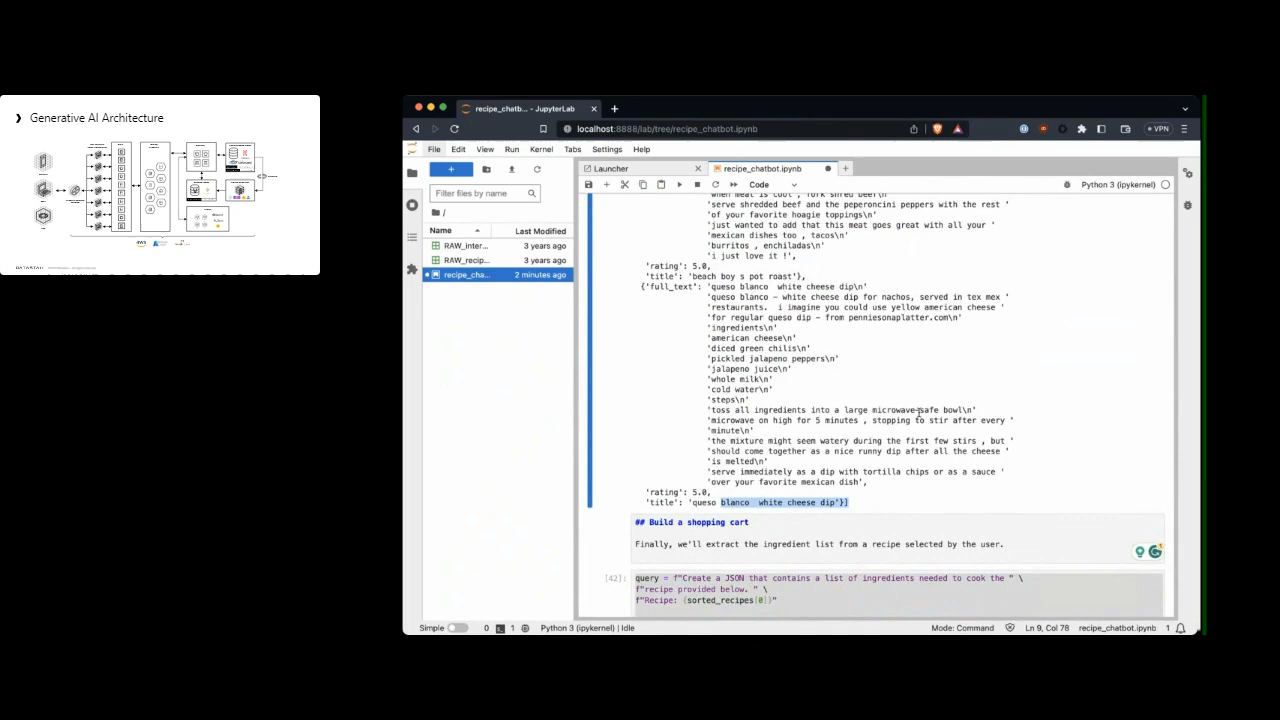 ❯ Generative AI Architecture
aws
DATASTAX
recipe_chatb... - JupyterLab
localhost:8888/lab/tree/recipe_chatbot.ipynb
VPN
File Edit View Run Kernel Tabs Settings Help
Launcher
recipe_chatbot.ipynb
Code
Python 3 (ipykernel)
Filter files by name
/
Name Last Modified
RAW_inter... 3 years ago
RAW_recip... 3 years ago
recipe_cha... 2 minutes ago
'when meat is cool , fork shred beef\n'
'serve shredded beef and the peperoncini peppers with the rest '
'of your favorite hoagie toppings\n'
'just wanted to add that this meat goes great with all your '
'mexican dishes too , tacos\n'
'burritos , enchiladas\n'
'i just love it !',
'rating': 5.0,
'title': 'beach boy s pot roast'},
{'full_text': 'queso blanco  white cheese dip\n'
'queso blanco - white cheese dip for nachos, served in tex mex '
'restaurants.  i imagine you could use yellow american cheese '
'for regular queso dip - from penniesonaplatter.com\n'
'ingredients\n'
'american cheese\n'
'diced green chilis\n'
'pickled jalapeno peppers\n'
'jalapeno juice\n'
'whole milk\n'
'cold water\n'
'steps\n'
'toss all ingredients into a large microwave-safe bowl\n'
'microwave on high for 5 minutes , stopping to stir after every '
'minute\n'
'the mixture might seem watery during the first few stirs , but '
'should come together as a nice runny dip after all the cheese '
'is melted\n'
'serve immediately as a dip with tortilla chips or as a sauce '
'over your favorite mexican dish',
'rating': 5.0,
'title': 'queso blanco  white cheese dip'}]
## Build a shopping cart
Finally, we'll extract the ingredient list from a recipe selected by the user.
[42]: query = f"Create a JSON that contains a list of ingredients needed to cook the " \
f"recipe provided below. " \
f"Recipe: {sorted_recipes[0]}"
Simple 0 1 Python 3 (ipykernel) | Idle Mode: Command Ln 9, Col 78 recipe_chatbot.ipynb 1